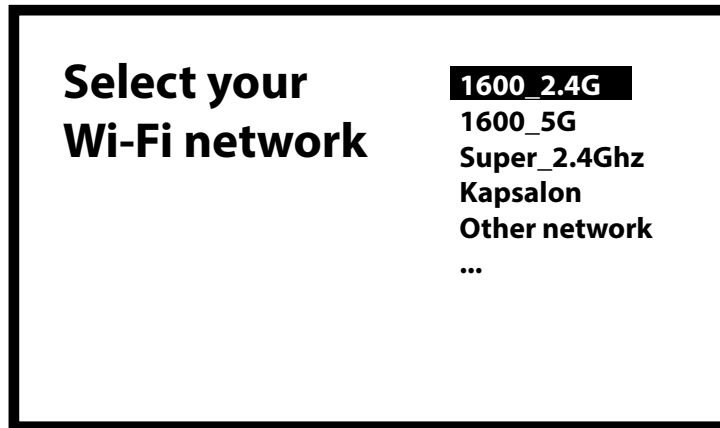 Select your
Wi-Fi network
1600_2.4G
1600_5G
Super_2.4Ghz
Kapsalon
Other network
...